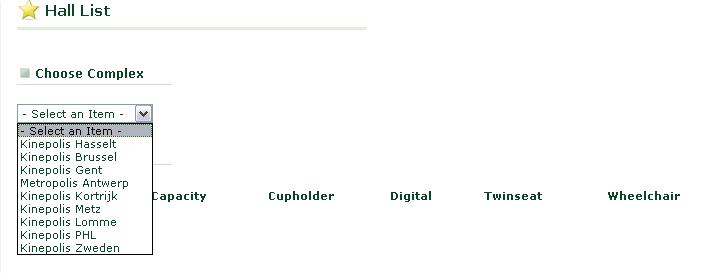 Hall List
Choose Complex
- Select an Item -
- Select an Item -
Kinepolis Hasselt
Kinepolis Brussel
Kinepolis Gent
Metropolis Antwerp
Kinepolis Kortrijk
Kinepolis Metz
Kinepolis Lomme
Kinepolis PHL
Kinepolis Zweden
Capacity Cupholder Digital Twinseat Wheelchair